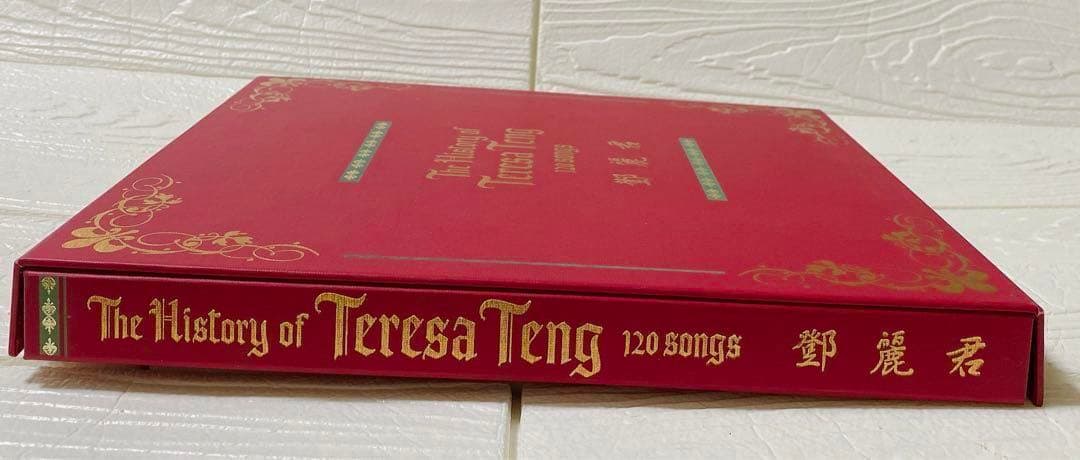 The History of
Teresa Teng
120 songs
鄧麗君
The History of Teresa Teng 120 songs 鄧麗君